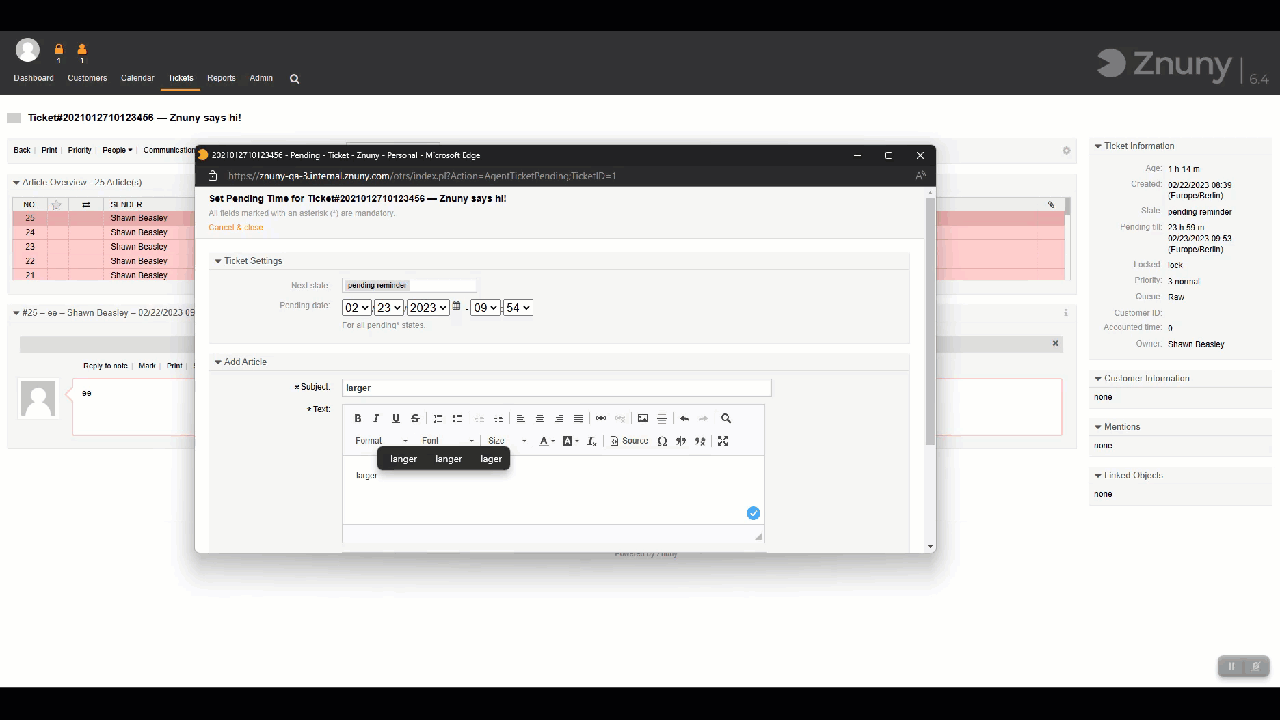 1 1
Dashboard Customers Calendar Tickets Reports Admin
Znuny 6.4
Ticket#2021012710123456 — Znuny says hi!
Back Print Priority People Communication
Article Overview - 25 Article(s)
NO. SENDER
25 Shawn Beasley
24 Shawn Beasley
23 Shawn Beasley
22 Shawn Beasley
21 Shawn Beasley
#25 – ee – Shawn Beasley – 02/22/2023 09
Reply to note Mark Print
ee
2021012710123456 - Pending - Ticket - Znuny - Personal - Microsoft Edge
https://znuny-qa-3.internal.znuny.com/otrs/index.pl?Action=AgentTicketPending;TicketID=1
Set Pending Time for Ticket#2021012710123456 — Znuny says hi!
All fields marked with an asterisk (*) are mandatory.
Cancel & close
Ticket Settings
Next state: pending reminder
Pending date: 02 / 23 / 2023 - 09 : 54
For all pending* states.
Add Article
* Subject: larger
* Text:
Format Font Size Source
langer langer lager
larger
Powered by Znuny
Ticket Information
Age: 1 h 14 m
Created: 02/22/2023 08:39
(Europe/Berlin)
State: pending reminder
Pending till: 23 h 59 m
02/23/2023 09:53
(Europe/Berlin)
Locked: lock
Priority: 3 normal
Queue: Raw
Customer ID:
Accounted time: 0
Owner: Shawn Beasley
Customer Information
none
Mentions
none
Linked Objects
none